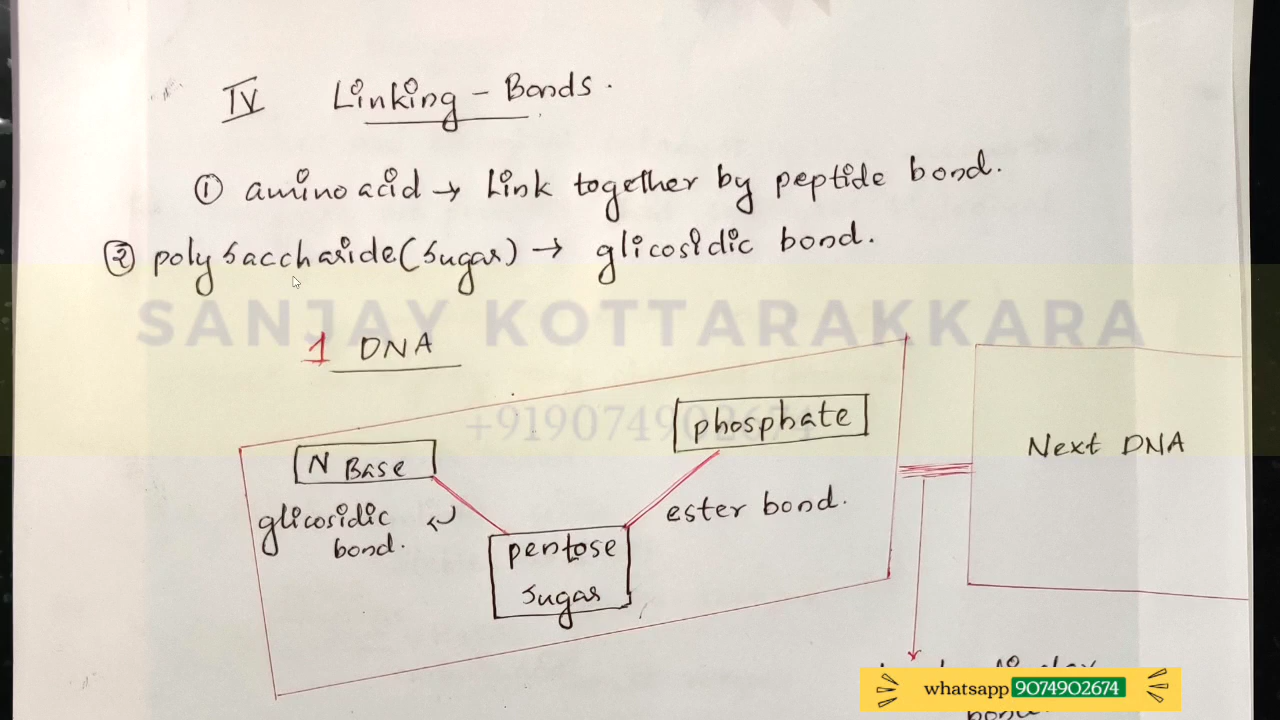 IV Linking - Bonds.
① amino acid → Link together by peptide bond.
② polysaccharide (sugar) → glicosidic bond.
SANJAY KOTTARAKKARA
1 DNA
+919074902674
phosphate
N Base
Next DNA
glicosidic
bond.
ester bond.
pentose
sugar
whatsapp 9074902674